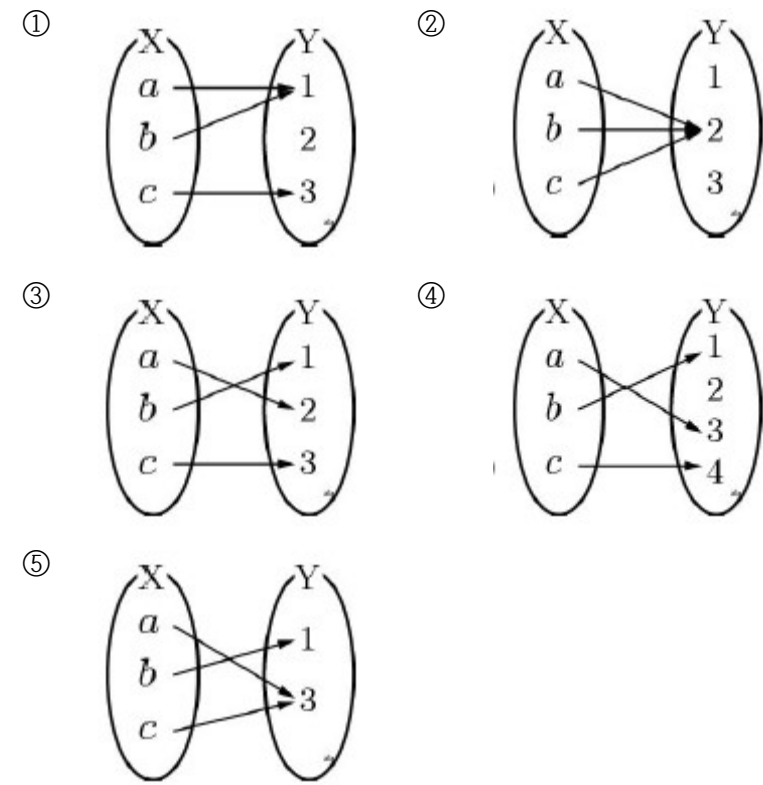 ① ②
X Y X Y
a 1 a 1
b 2 b 2
c 3 c 3
③ ④
X Y X Y
a 1 a 1
b 2 b 2
c 3 c 3
4
⑤
X Y
a 1
b 3
c